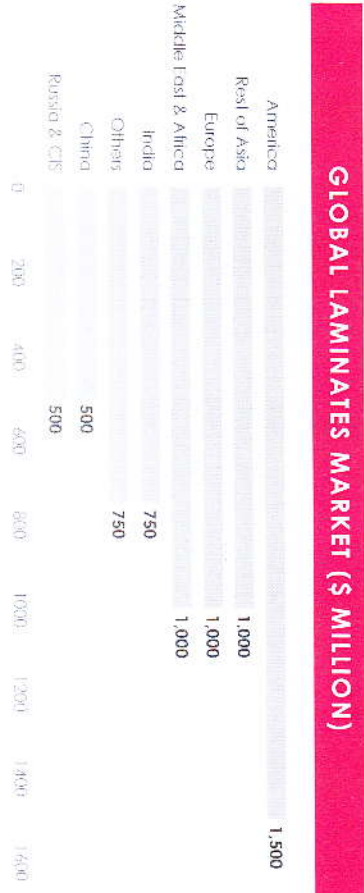 GLOBAL LAMINATES MARKET ($ MILLION)
America 1,500
Rest of Asia 1,000
Europe 1,000
Middle East & Africa 1,000
India 750
Others 750
China 500
Russia & CIS 500
0 200 400 600 800 1000 1200 1400 1600